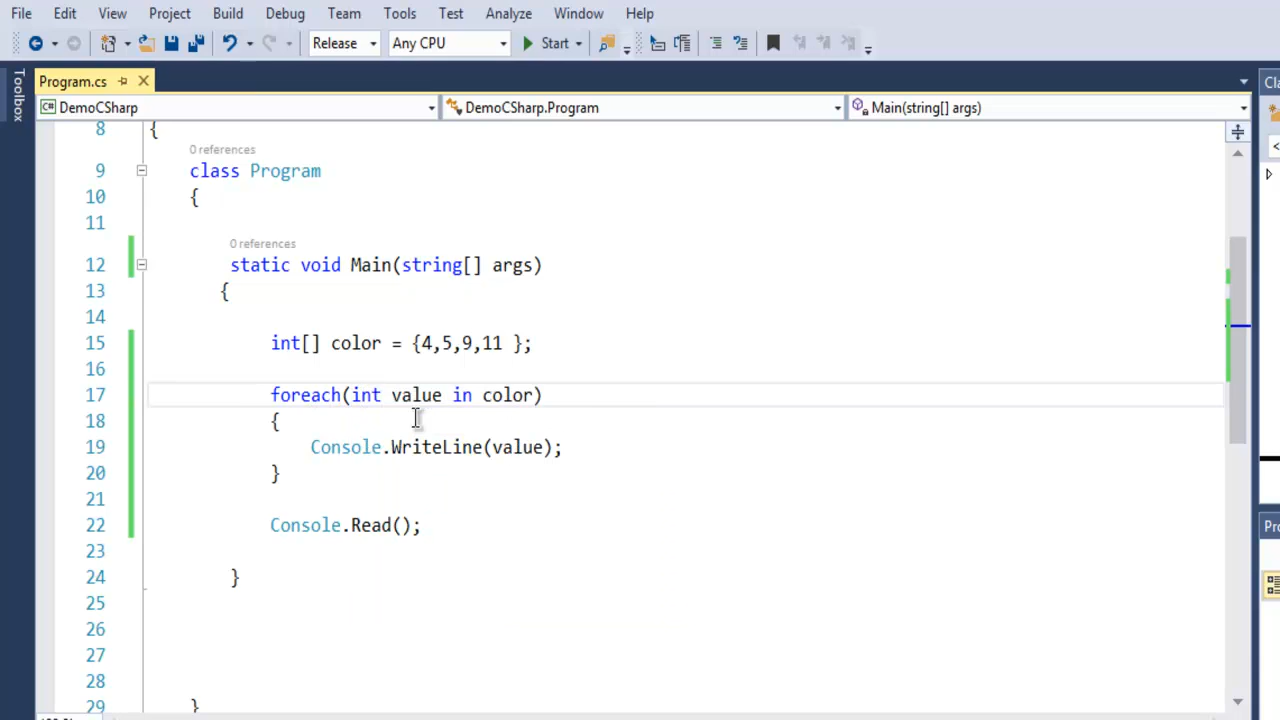 File Edit View Project Build Debug Team Tools Test Analyze Window Help
Release Any CPU Start
Toolbox
Program.cs
DemoCSharp DemoCSharp.Program Main(string[] args)
8 {
0 references
9 class Program
10 {
11
0 references
12 static void Main(string[] args)
13 {
14
15 int[] color = {4,5,9,11 };
16
17 foreach(int value in color)
18 {
19 Console.WriteLine(value);
20 }
21
22 Console.Read();
23
24 }
25
26
27
28
29 }